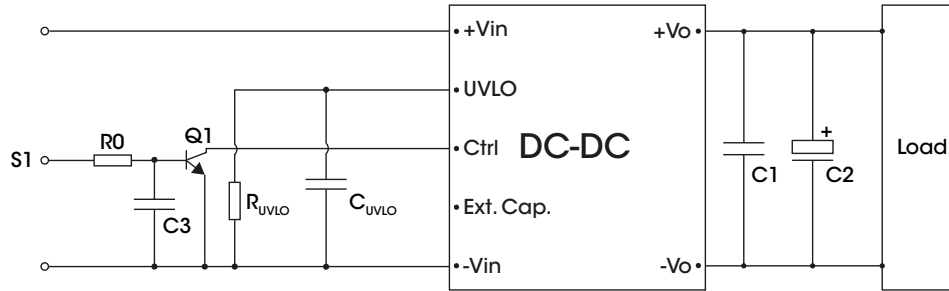 +Vin
+Vo
UVLO
S1
R0
Q1
Ctrl
DC-DC
C1
+
C2
Load
C3
RUVLO
CUVLO
Ext. Cap.
-Vin
-Vo